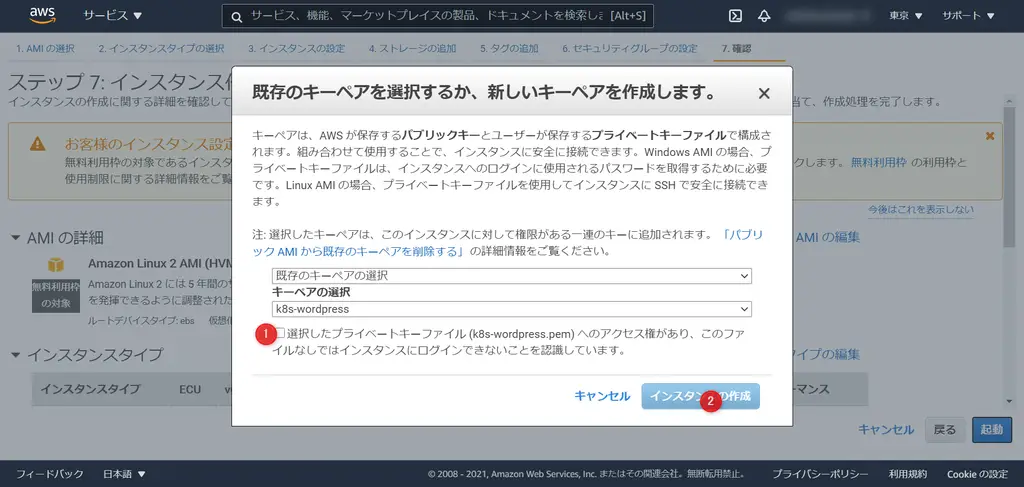 aws
サービス ▼
サービス、機能、マーケットプレイスの製品、ドキュメントを検索しま [Alt+S]
東京 ▼
サポート ▼
1. AMI の選択
2. インスタンスタイプの選択
3. インスタンスの設定
4. ストレージの追加
5. タグの追加
6. セキュリティグループの設定
7. 確認
ステップ 7: インスタンス
インスタンスの作成に関する詳細を確認して
当て、作成処理を完了します。
お客様のインスタンス設定
無料利用枠の対象であるインスタ
クします。 無料利用枠 の利用枠と
使用制限に関する詳細情報をご覧
今後はこれを表示しない
AMI の詳細
AMI の編集
Amazon Linux 2 AMI (HVM
無料利用枠
の対象
Amazon Linux 2 には 5 年間の
を発揮できるように調整された
ルートデバイスタイプ: ebs 仮想
インスタンスタイプ
イプの編集
インスタンスタイプ
ECU
ーマンス
既存のキーペアを選択するか、新しいキーペアを作成します。
キーペアは、AWS が保存するパブリックキーとユーザーが保存するプライベートキーファイルで構成さ
れます。組み合わせて使用することで、インスタンスに安全に接続できます。Windows AMI の場合、プ
ライベートキーファイルは、インスタンスへのログインに使用されるパスワードを取得するために必要
です。Linux AMI の場合、プライベートキーファイルを使用してインスタンスに SSH で安全に接続でき
ます。
注: 選択したキーペアは、このインスタンスに対して権限がある一連のキーに追加されます。 「パブリ
ック AMI から既存のキーペアを削除する」 の詳細情報をご覧ください。
既存のキーペアの選択
キーペアの選択
k8s-wordpress
1
選択したプライベートキーファイル (k8s-wordpress.pem) へのアクセス権があり、このファ
イルなしではインスタンスにログインできないことを認識しています。
キャンセル
インスタンスの作成
2
キャンセル
戻る
起動
フィードバック
日本語 ▼
© 2008 - 2021, Amazon Web Services, Inc. またはその関連会社。無断転用禁止。
プライバシーポリシー
利用規約
Cookie の設定